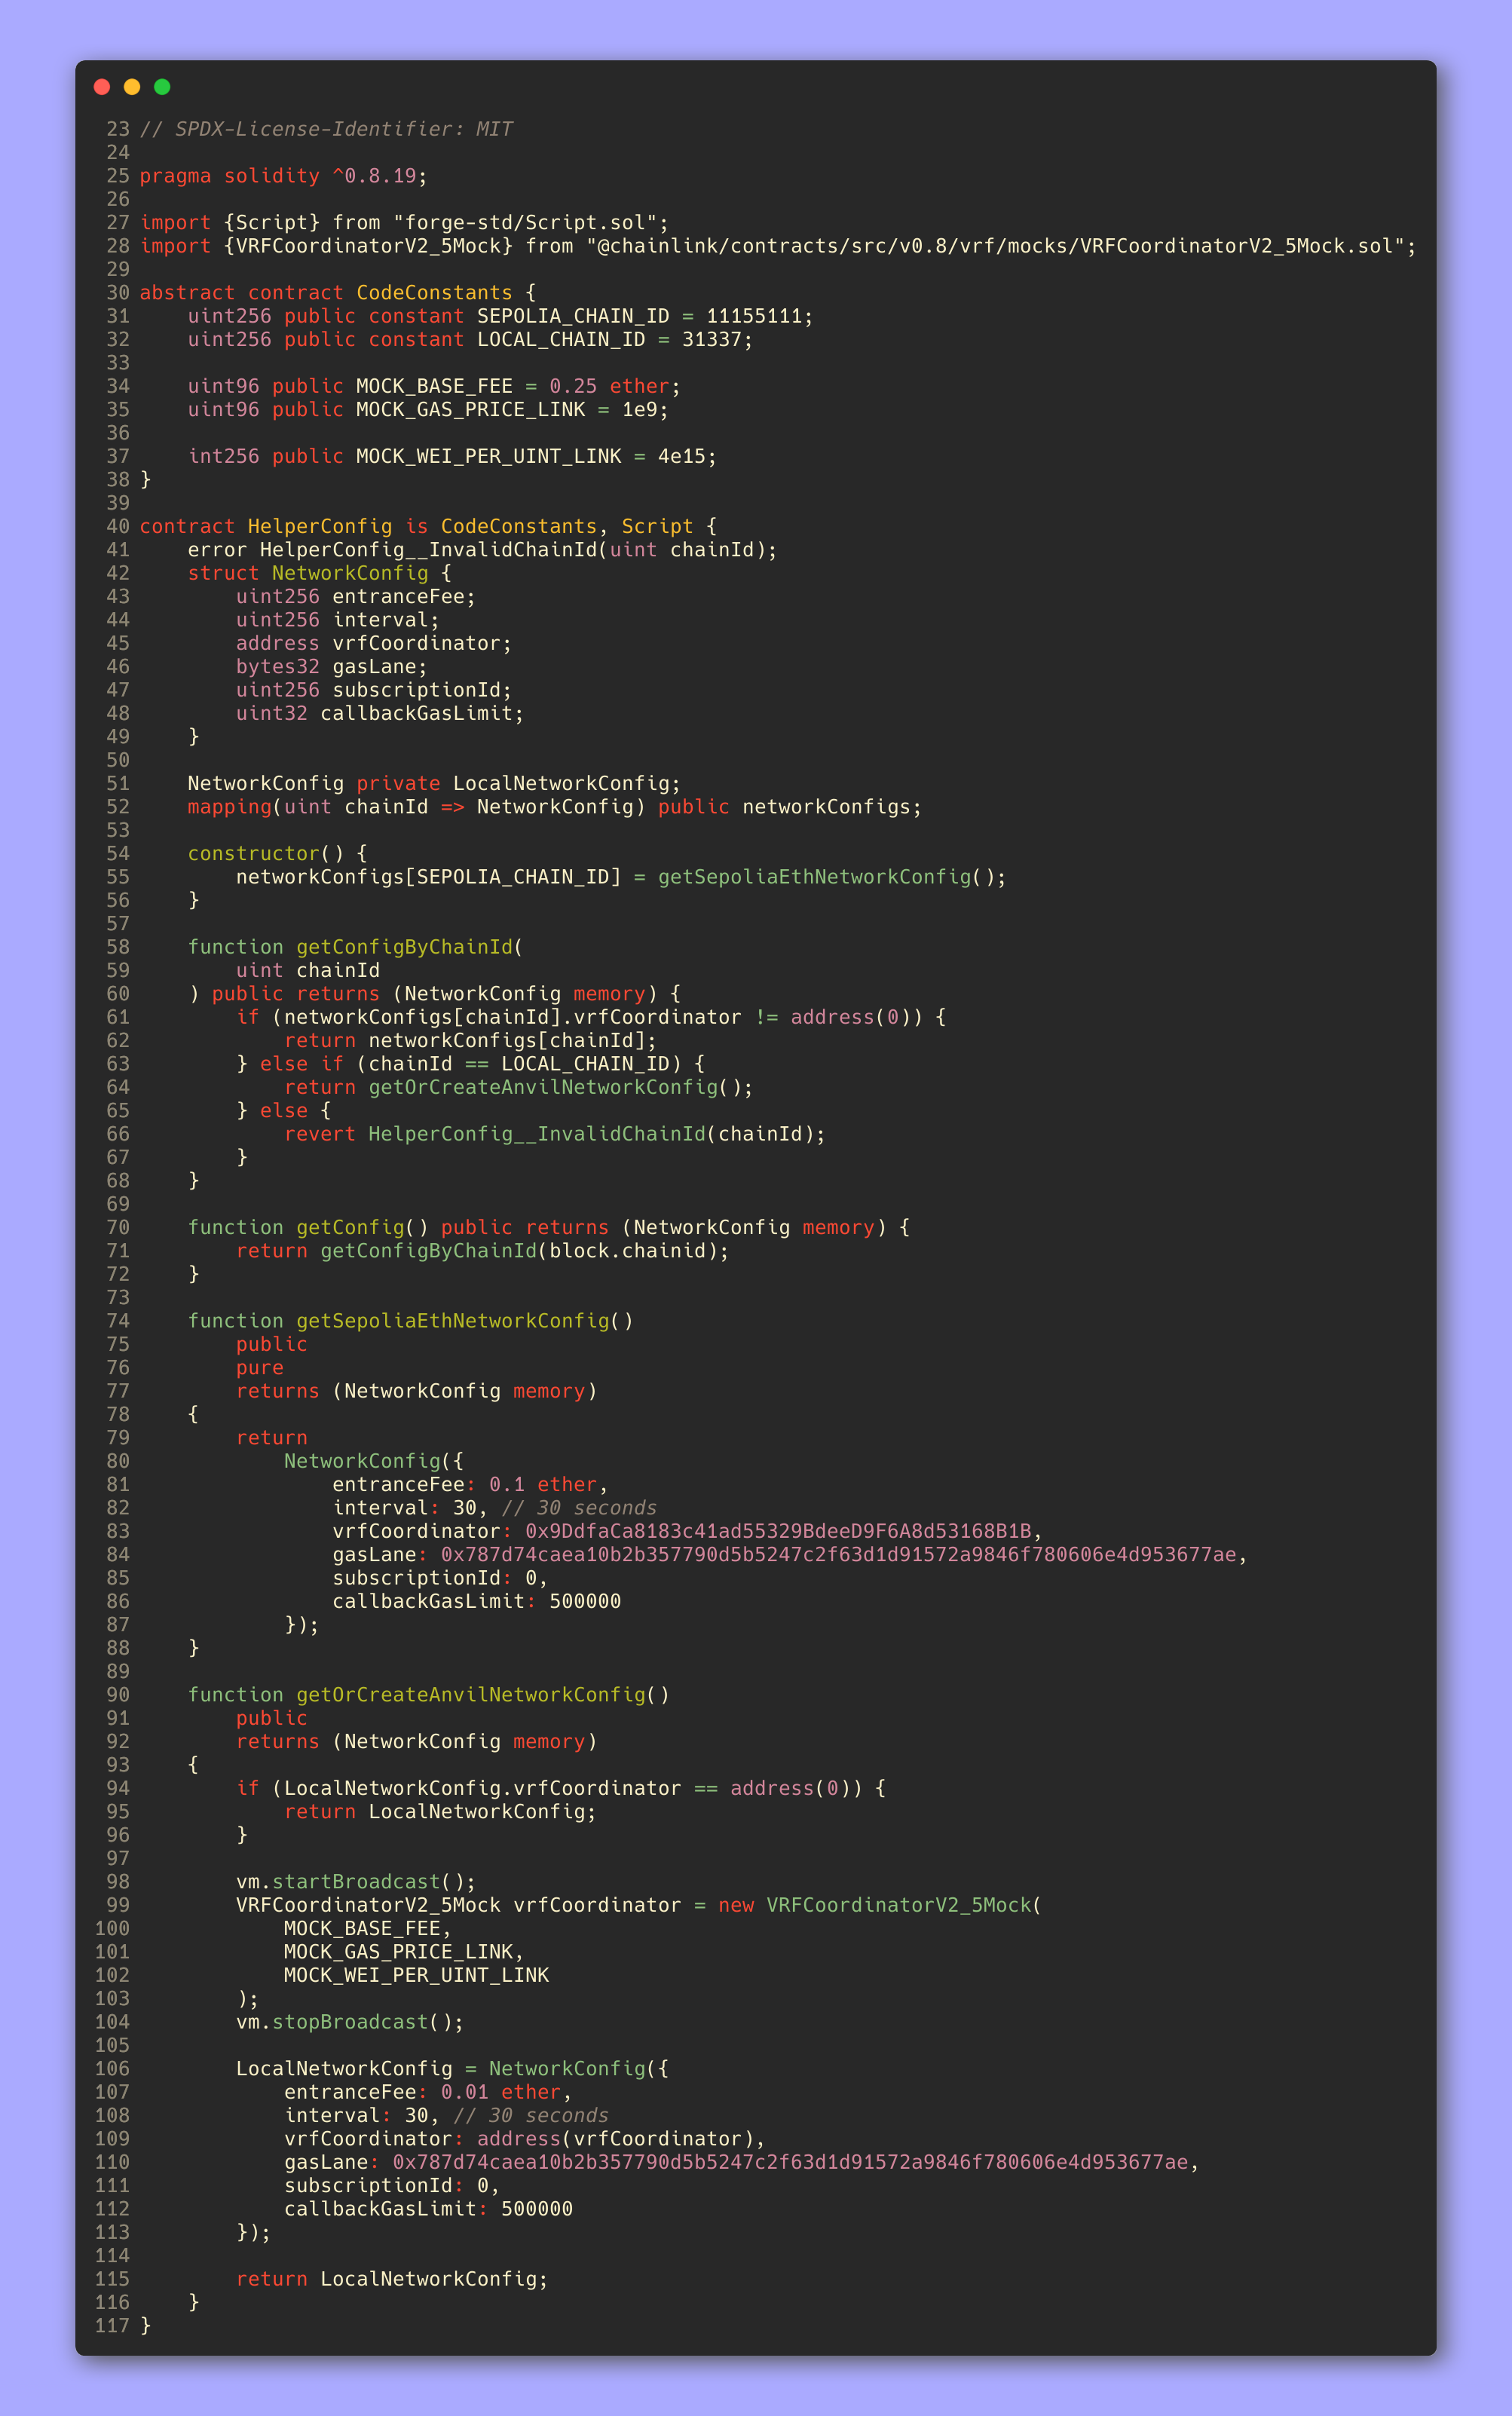 23 // SPDX-License-Identifier: MIT
24
25 pragma solidity ^0.8.19;
26
27 import {Script} from "forge-std/Script.sol";
28 import {VRFCoordinatorV2_5Mock} from "@chainlink/contracts/src/v0.8/vrf/mocks/VRFCoordinatorV2_5Mock.sol";
29
30 abstract contract CodeConstants {
31     uint256 public constant SEPOLIA_CHAIN_ID = 11155111;
32     uint256 public constant LOCAL_CHAIN_ID = 31337;
33
34     uint96 public MOCK_BASE_FEE = 0.25 ether;
35     uint96 public MOCK_GAS_PRICE_LINK = 1e9;
36
37     int256 public MOCK_WEI_PER_UINT_LINK = 4e15;
38 }
39
40 contract HelperConfig is CodeConstants, Script {
41     error HelperConfig__InvalidChainId(uint chainId);
42     struct NetworkConfig {
43         uint256 entranceFee;
44         uint256 interval;
45         address vrfCoordinator;
46         bytes32 gasLane;
47         uint256 subscriptionId;
48         uint32 callbackGasLimit;
49     }
50
51     NetworkConfig private LocalNetworkConfig;
52     mapping(uint chainId => NetworkConfig) public networkConfigs;
53
54     constructor() {
55         networkConfigs[SEPOLIA_CHAIN_ID] = getSepoliaEthNetworkConfig();
56     }
57
58     function getConfigByChainId(
59         uint chainId
60     ) public returns (NetworkConfig memory) {
61         if (networkConfigs[chainId].vrfCoordinator != address(0)) {
62             return networkConfigs[chainId];
63         } else if (chainId == LOCAL_CHAIN_ID) {
64             return getOrCreateAnvilNetworkConfig();
65         } else {
66             revert HelperConfig__InvalidChainId(chainId);
67         }
68     }
69
70     function getConfig() public returns (NetworkConfig memory) {
71         return getConfigByChainId(block.chainid);
72     }
73
74     function getSepoliaEthNetworkConfig()
75         public
76         pure
77         returns (NetworkConfig memory)
78     {
79         return
80             NetworkConfig({
81                 entranceFee: 0.1 ether,
82                 interval: 30, // 30 seconds
83                 vrfCoordinator: 0x9DdfaCa8183c41ad55329BdeeD9F6A8d53168B1B,
84                 gasLane: 0x787d74caea10b2b357790d5b5247c2f63d1d91572a9846f780606e4d953677ae,
85                 subscriptionId: 0,
86                 callbackGasLimit: 500000
87             });
88     }
89
90     function getOrCreateAnvilNetworkConfig()
91         public
92         returns (NetworkConfig memory)
93     {
94         if (LocalNetworkConfig.vrfCoordinator == address(0)) {
95             return LocalNetworkConfig;
96         }
97
98         vm.startBroadcast();
99         VRFCoordinatorV2_5Mock vrfCoordinator = new VRFCoordinatorV2_5Mock(
100             MOCK_BASE_FEE,
101             MOCK_GAS_PRICE_LINK,
102             MOCK_WEI_PER_UINT_LINK
103         );
104         vm.stopBroadcast();
105
106         LocalNetworkConfig = NetworkConfig({
107             entranceFee: 0.01 ether,
108             interval: 30, // 30 seconds
109             vrfCoordinator: address(vrfCoordinator),
110             gasLane: 0x787d74caea10b2b357790d5b5247c2f63d1d91572a9846f780606e4d953677ae,
111             subscriptionId: 0,
112             callbackGasLimit: 500000
113         });
114
115         return LocalNetworkConfig;
116     }
117 }